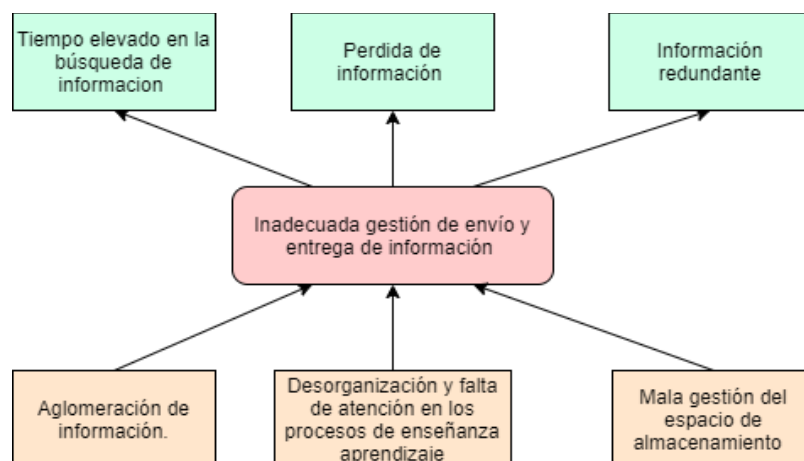 Tiempo elevado en la
búsqueda de
informacion
Perdida de
información
Información
redundante
Inadecuada gestión de envío y
entrega de información
Aglomeración de
información.
Desorganización y falta
de atención en los
procesos de enseñanza
aprendizaje
Mala gestión del
espacio de
almacenamiento